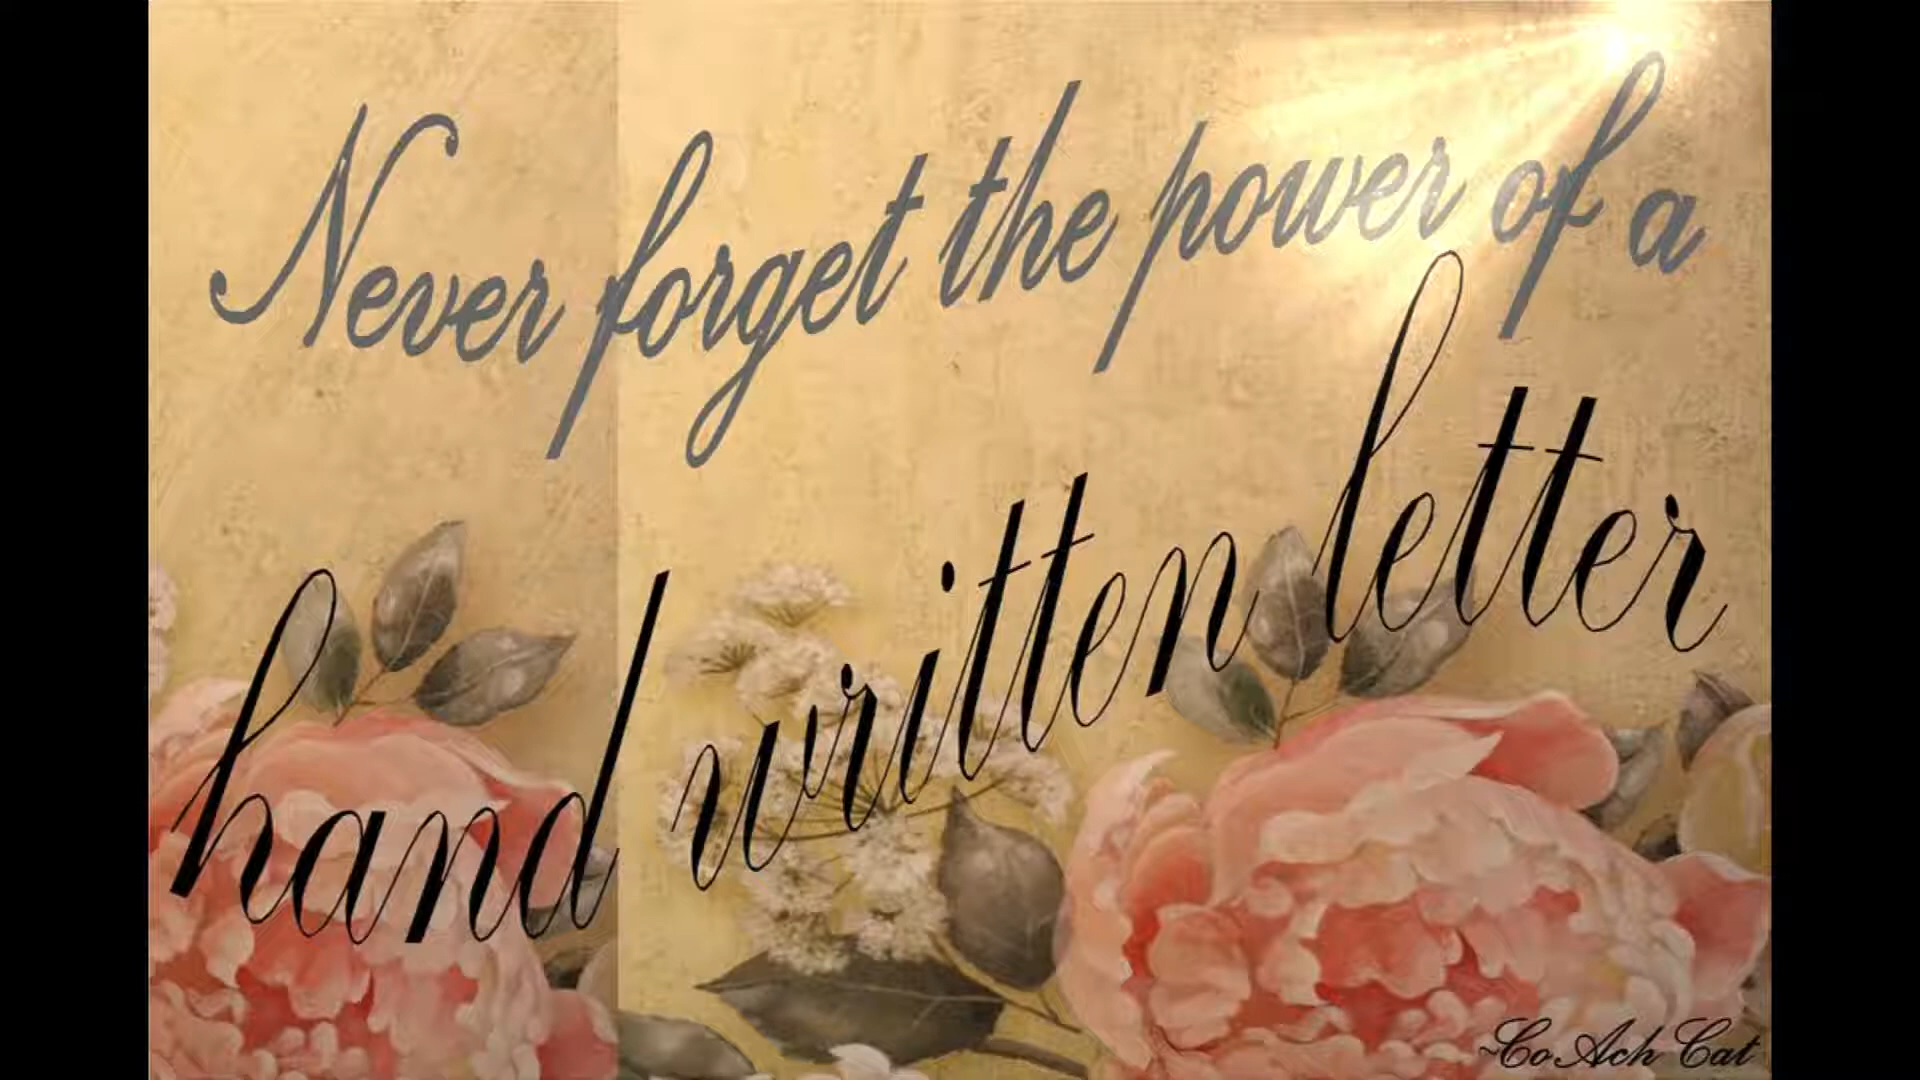 Never forget the power of a
hand written letter
~CoAch Cat